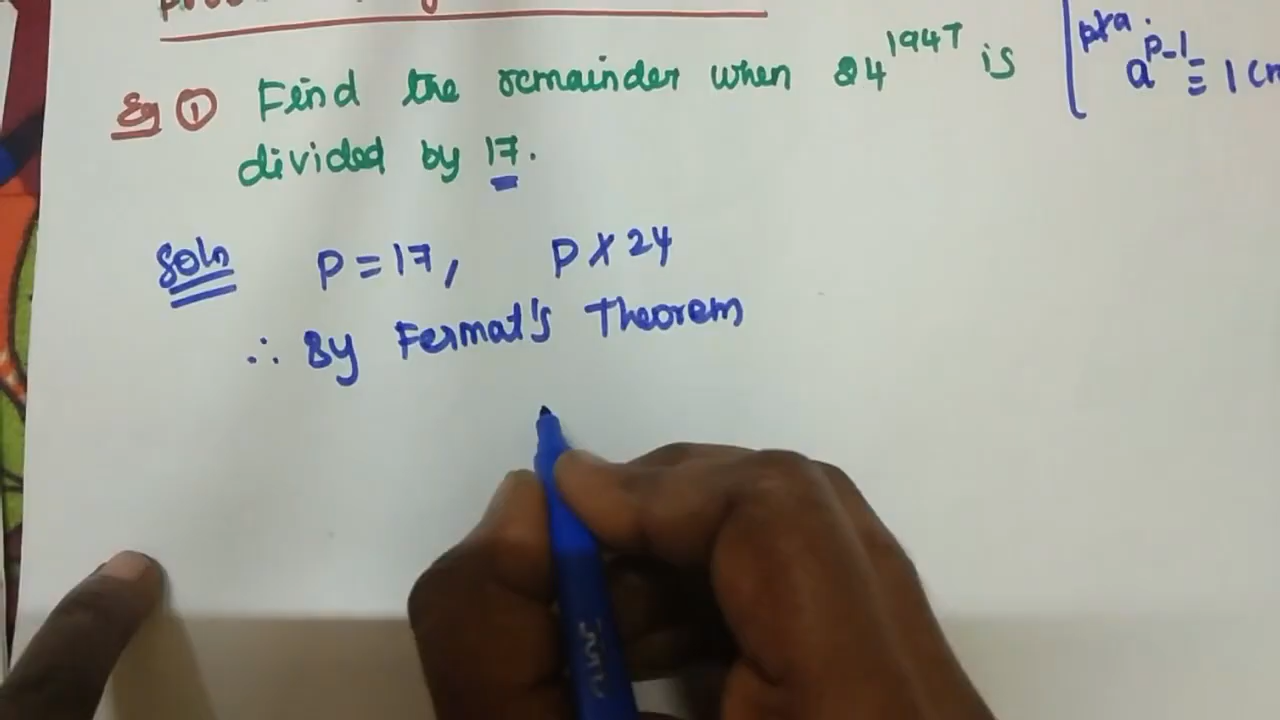 Eg ① Find the remainder when 24^1947 is
divided by 17.
p∤a.
a^p-1 ≡ 1
Soln P = 17, P ∤ 24
∴ By Fermat's Theorem